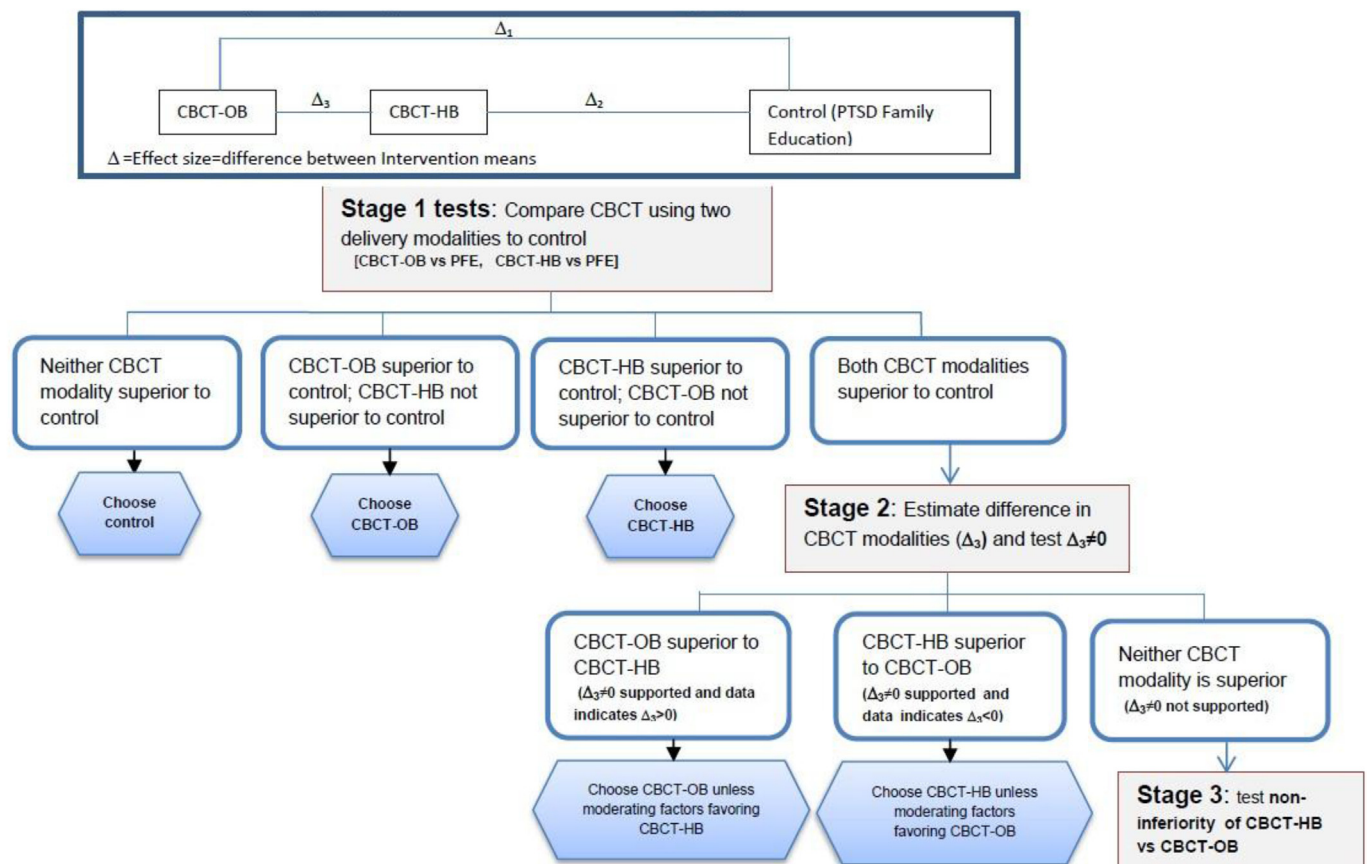 Δ₁
CBCT-OB
Δ₃
CBCT-HB
Δ₂
Control (PTSD Family
Education)
Δ =Effect size=difference between Intervention means
Stage 1 tests: Compare CBCT using two
delivery modalities to control
[CBCT-OB vs PFE, CBCT-HB vs PFE]
Neither CBCT
modality superior to
control
CBCT-OB superior to
control; CBCT-HB not
superior to control
CBCT-HB superior to
control; CBCT-OB not
superior to control
Both CBCT modalities
superior to control
Choose
control
Choose
CBCT-OB
Choose
CBCT-HB
Stage 2: Estimate difference in
CBCT modalities (Δ₃) and test Δ₃≠0
CBCT-OB superior to
CBCT-HB
(Δ₃≠0 supported and data
indicates Δ₃>0)
CBCT-HB superior
to CBCT-OB
(Δ₃≠0 supported and
data indicates Δ₃<0)
Neither CBCT
modality is superior
(Δ₃≠0 not supported)
Choose CBCT-OB unless
moderating factors favoring
CBCT-HB
Choose CBCT-HB unless
moderating factors
favoring CBCT-OB
Stage 3: test non-
inferiority of CBCT-HB
vs CBCT-OB